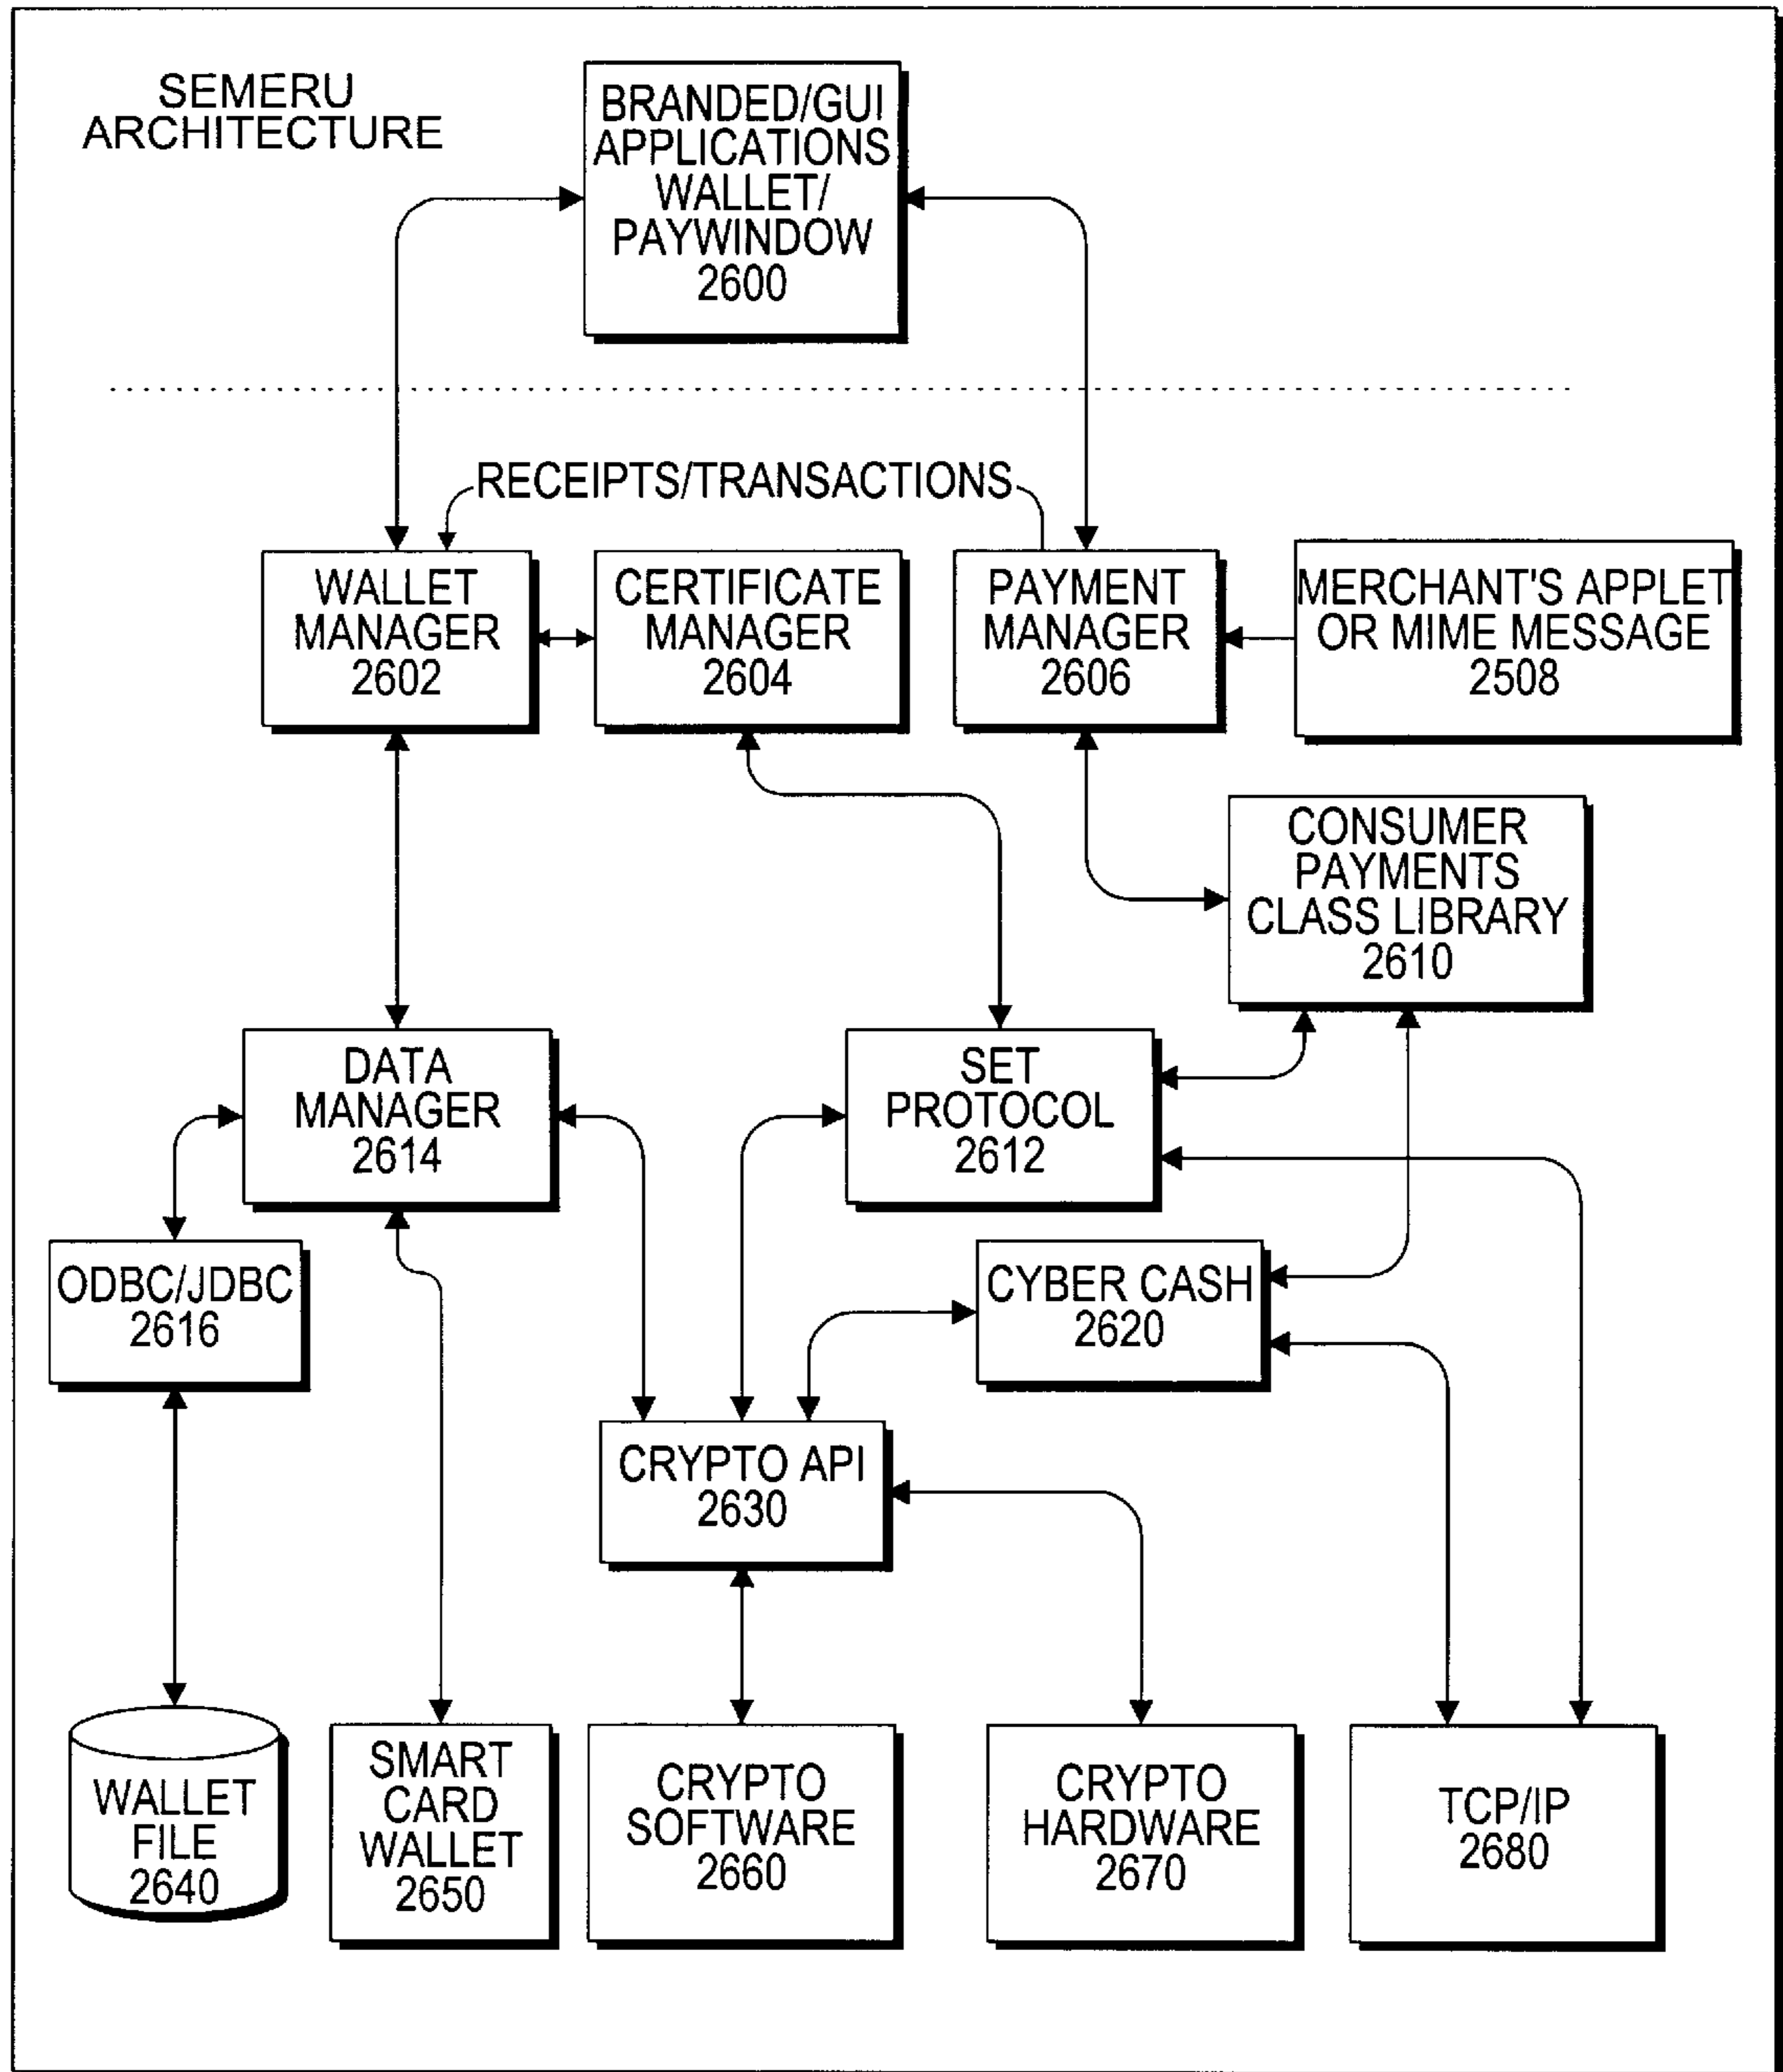 SEMERU
ARCHITECTURE
BRANDED/GUI
APPLICATIONS
WALLET/
PAYWINDOW
2600
RECEIPTS/TRANSACTIONS
WALLET
MANAGER
2602
CERTIFICATE
MANAGER
2604
PAYMENT
MANAGER
2606
MERCHANT'S APPLET
OR MIME MESSAGE
2508
CONSUMER
PAYMENTS
CLASS LIBRARY
2610
DATA
MANAGER
2614
SET
PROTOCOL
2612
ODBC/JDBC
2616
CYBER CASH
2620
CRYPTO API
2630
WALLET
FILE
2640
SMART
CARD
WALLET
2650
CRYPTO
SOFTWARE
2660
CRYPTO
HARDWARE
2670
TCP/IP
2680